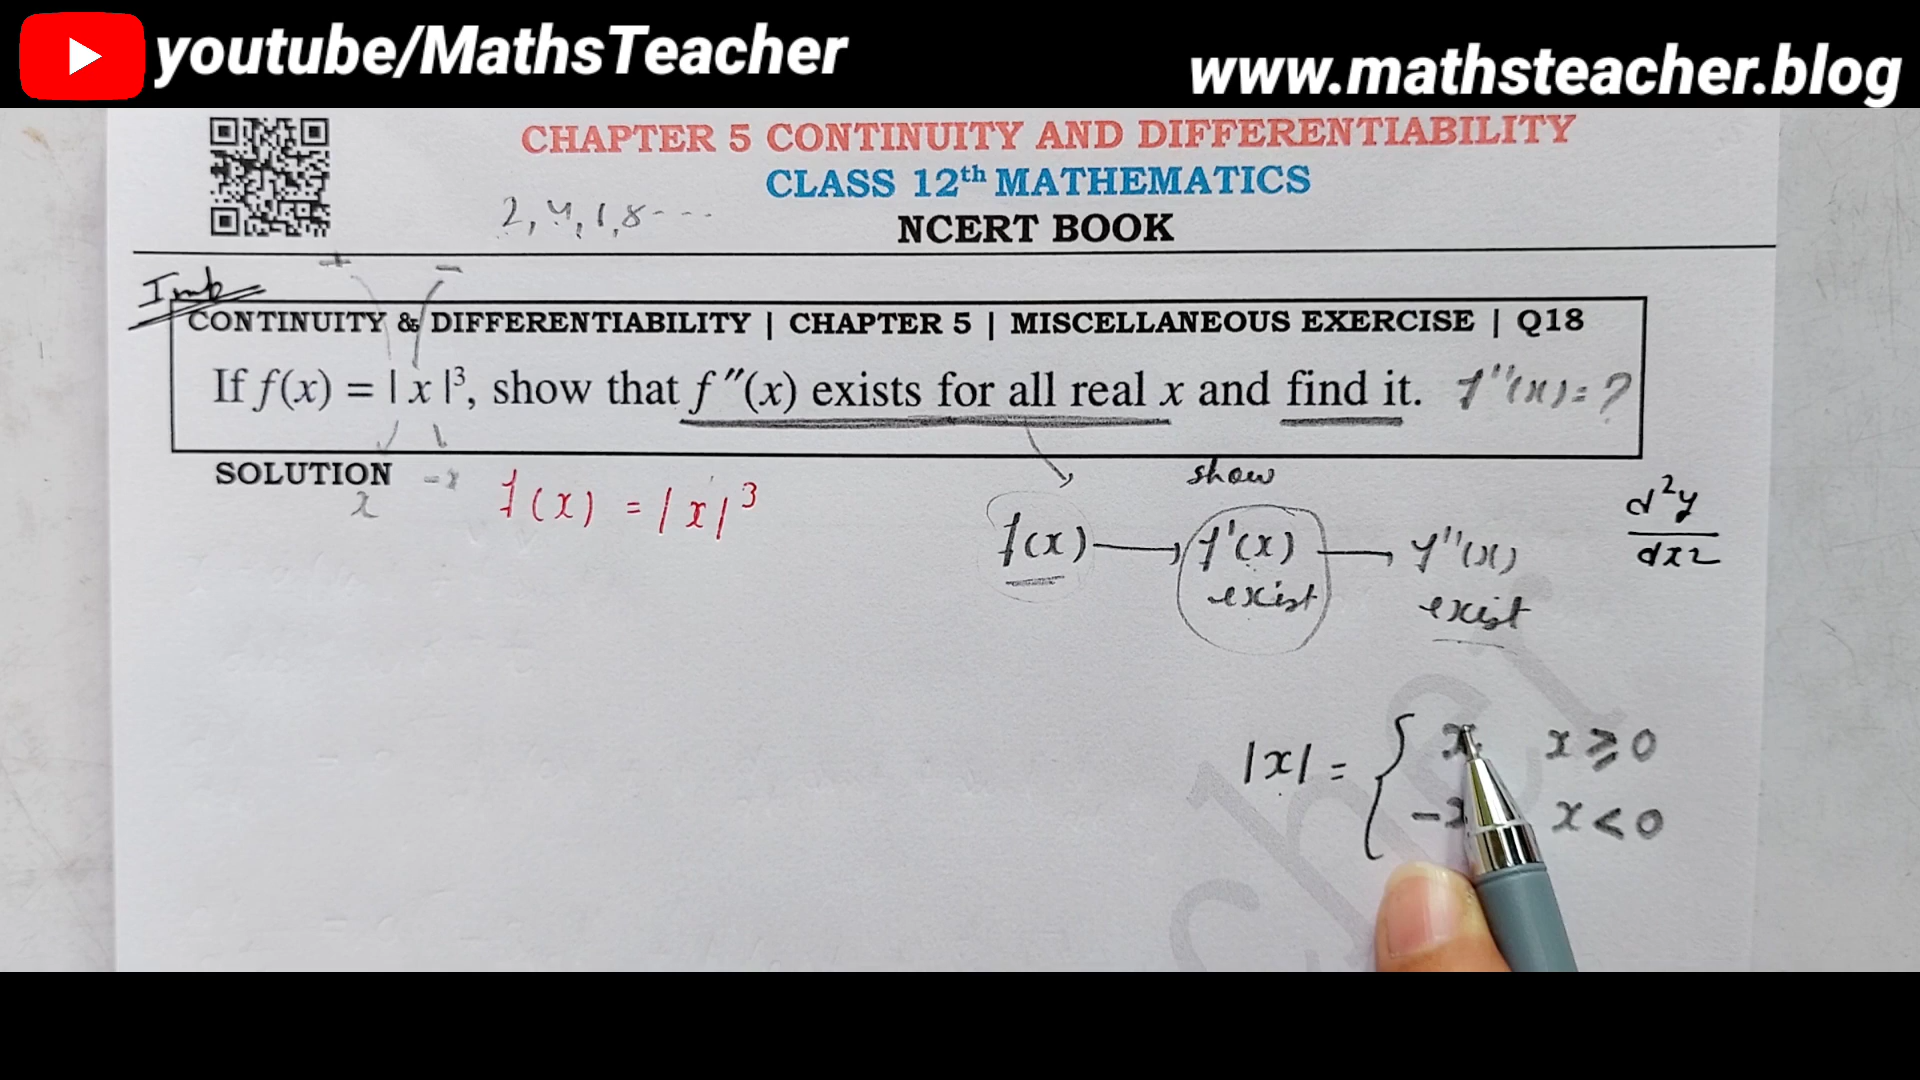 youtube/MathsTeacher
www.mathsteacher.blog
CHAPTER 5 CONTINUITY AND DIFFERENTIABILITY
CLASS 12th MATHEMATICS
2, 4, 1, 8 - - -
NCERT BOOK
+ −
Imp
CONTINUITY & DIFFERENTIABILITY | CHAPTER 5 | MISCELLANEOUS EXERCISE | Q18
If f(x) = | x |³, show that f ″(x) exists for all real x and find it. f''(x) = ?
SOLUTION
x -x
f(x) = |x|³
show
f(x) → f'(x) → f''(x)
exist exist
d²y
dx2
|x| = { x x ≥ 0
-x x < 0
cher